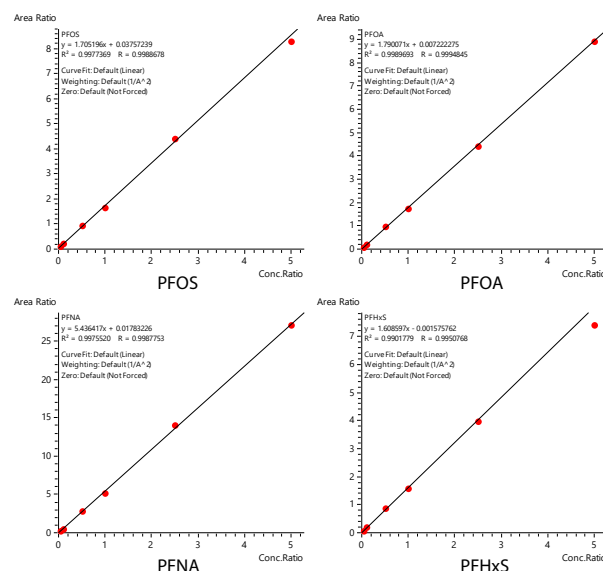 Area Ratio
PFOS
y = 1.705196x + 0.03757239
R² = 0.9977369 R = 0.9988678
CurveFit: Default (Linear)
Weighting: Default (1/A^2)
Zero: Default (Not Forced)
8
7
6
5
4
3
2
1
0
0 1 2 3 4 5
Conc.Ratio
PFOS
Area Ratio
PFOA
y = 1.790071x + 0.007222275
R² = 0.9989693 R = 0.9994845
CurveFit: Default (Linear)
Weighting: Default (1/A^2)
Zero: Default (Not Forced)
9
8
7
6
5
4
3
2
1
0
0 1 2 3 4 5
Conc.Ratio
PFOA
Area Ratio
PFNA
y = 5.436417x + 0.01783226
R² = 0.9975520 R = 0.9987753
CurveFit: Default (Linear)
Weighting: Default (1/A^2)
Zero: Default (Not Forced)
25
20
15
10
5
0
0 1 2 3 4 5
Conc.Ratio
PFNA
Area Ratio
PFHxS
y = 1.608597x - 0.001575762
R² = 0.9901779 R = 0.9950768
CurveFit: Default (Linear)
Weighting: Default (1/A^2)
Zero: Default (Not Forced)
7
6
5
4
3
2
1
0
0 1 2 3 4 5
Conc.Ratio
PFHxS